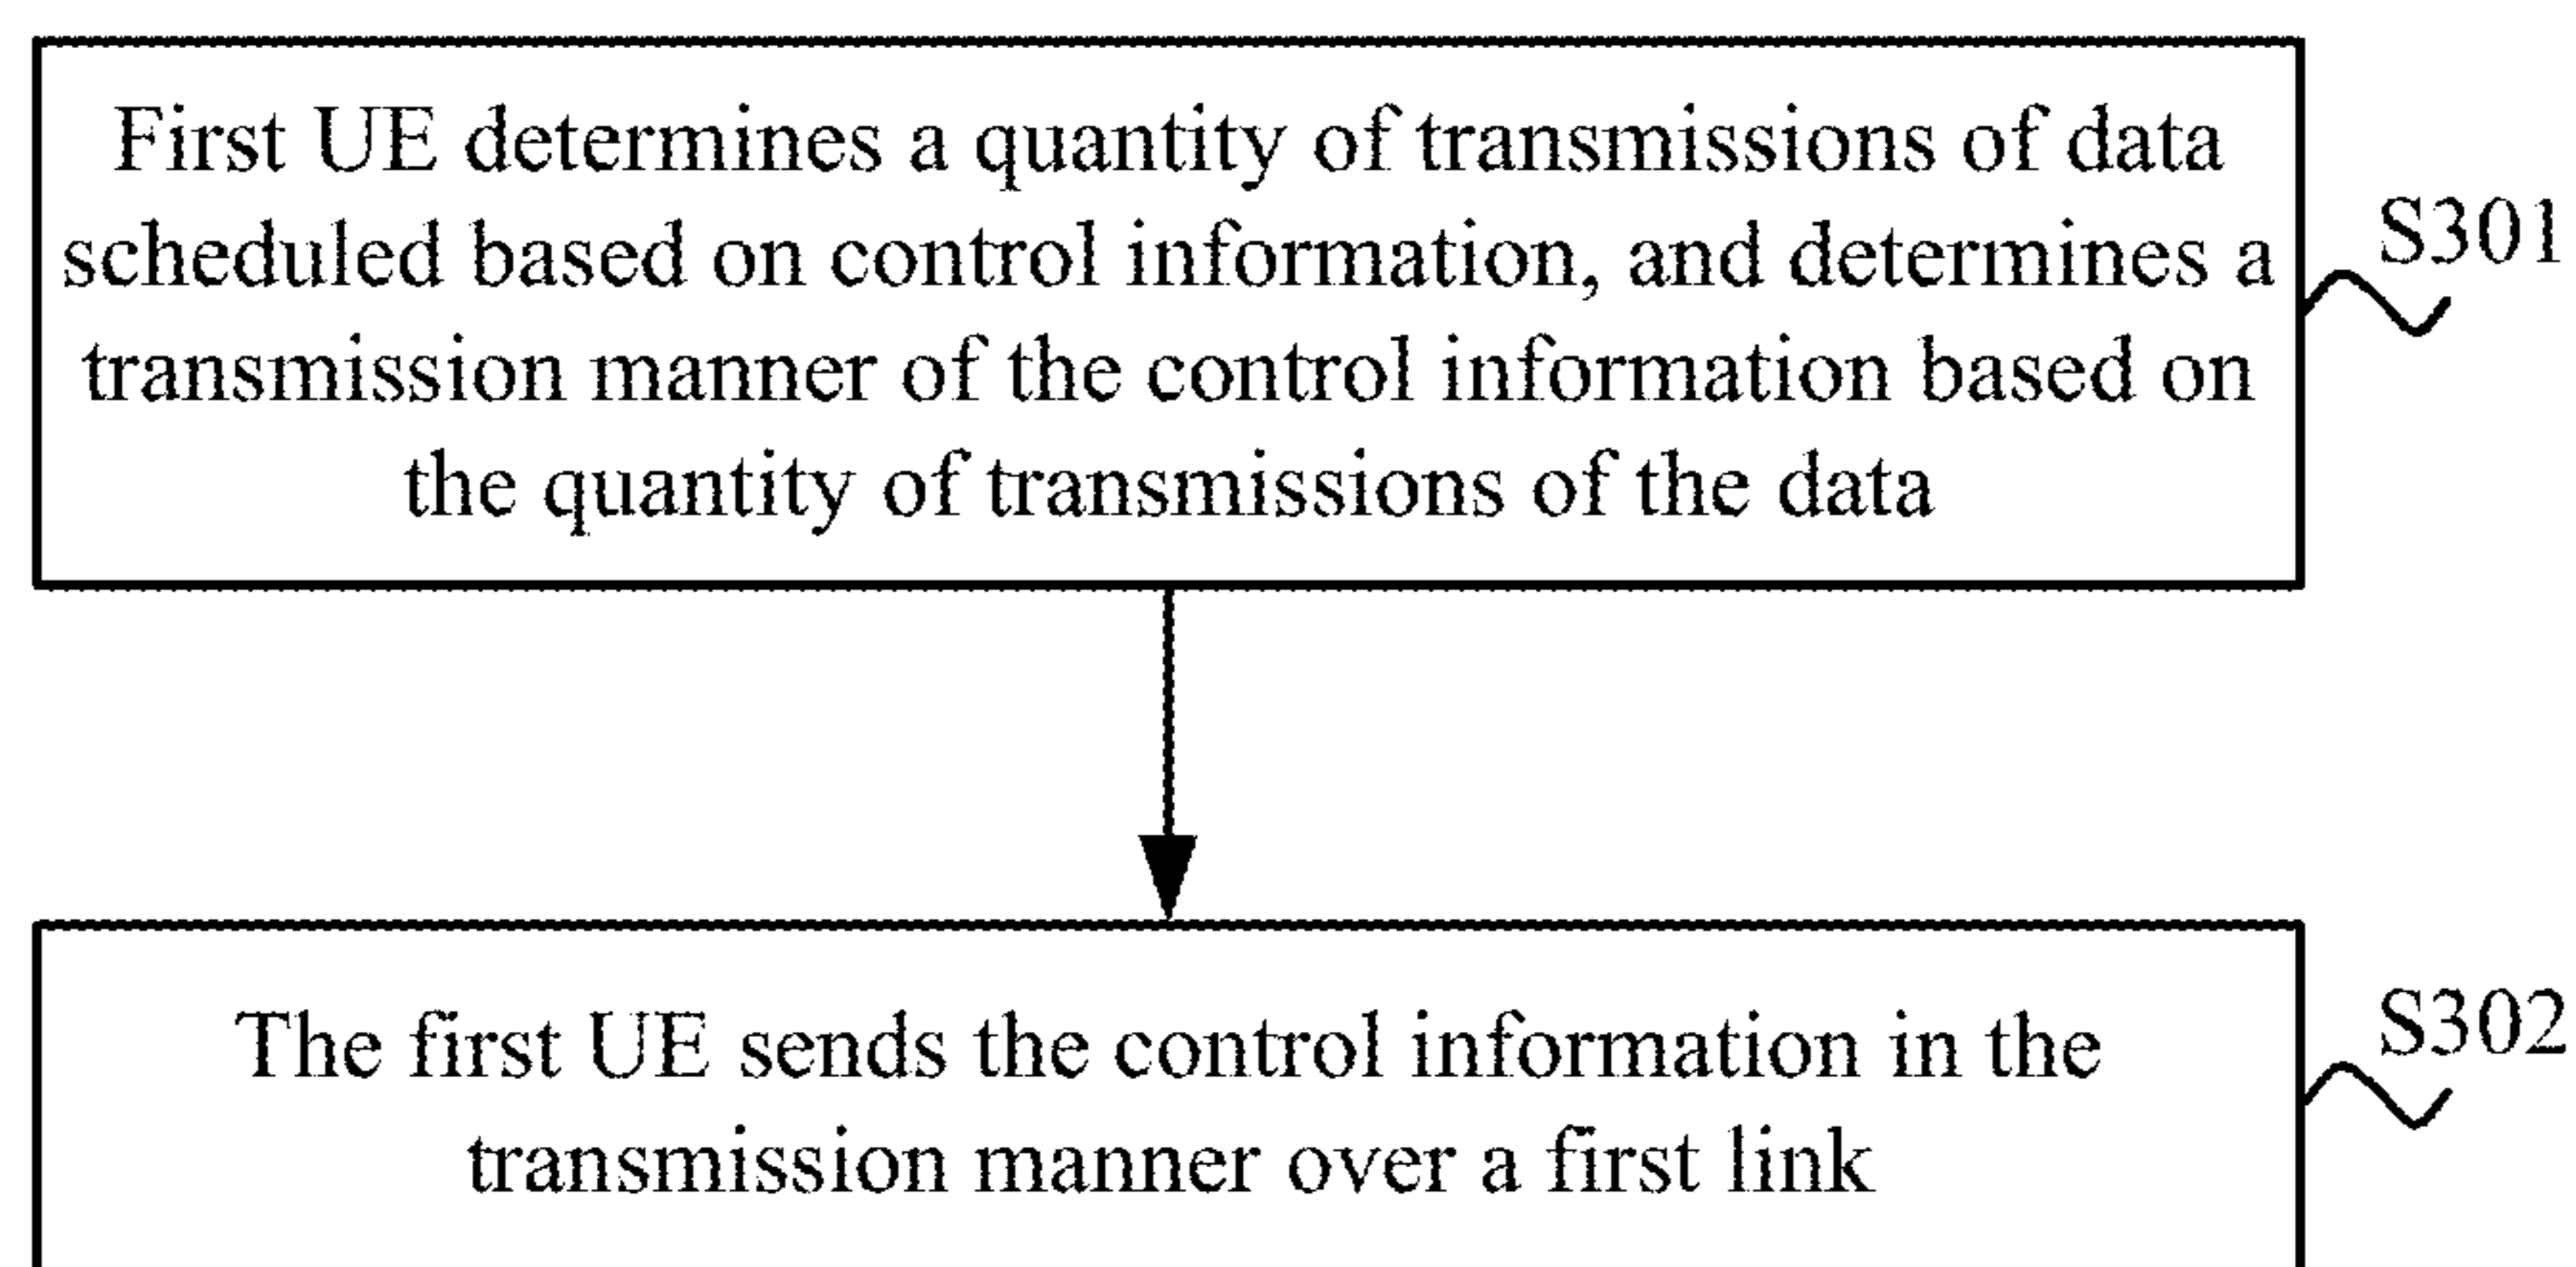 First UE determines a quantity of transmissions of data
scheduled based on control information, and determines a
transmission manner of the control information based on
the quantity of transmissions of the data
S301
The first UE sends the control information in the
transmission manner over a first link
S302